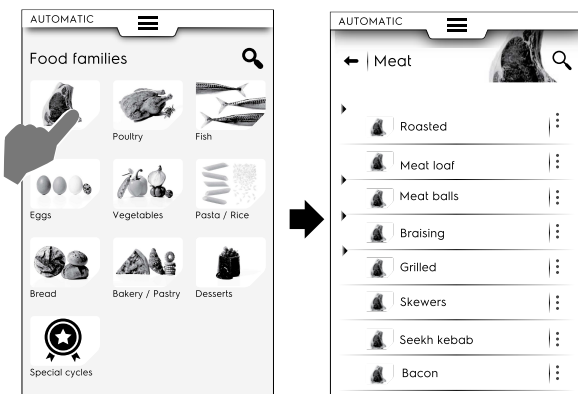 AUTOMATIC
Food families
Poultry
Fish
Eggs
Vegetables
Pasta / Rice
Bread
Bakery / Pastry
Desserts
Special cycles
AUTOMATIC
Meat
Roasted
Meat loaf
Meat balls
Braising
Grilled
Skewers
Seekh kebab
Bacon